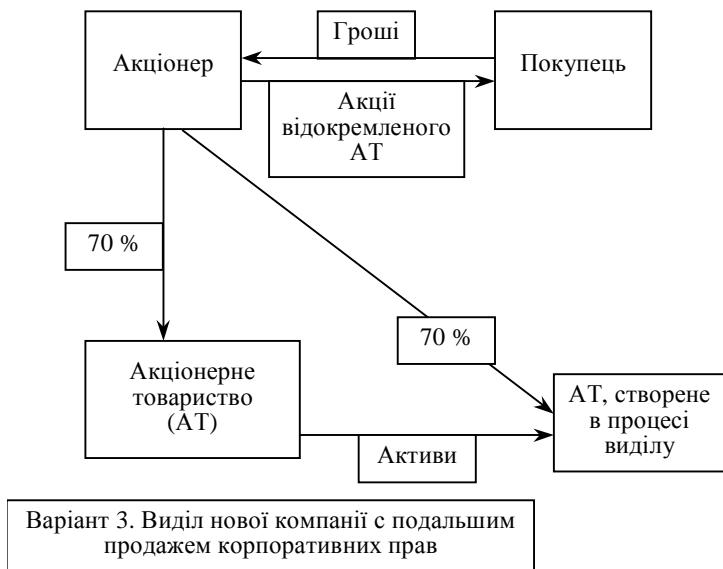 Гроші
Акціонер
Покупець
Акції
відокремленого
АТ
70 %
70 %
Акціонерне
товариство
(АТ)
АТ, створене
в процесі
виділу
Активи
Варіант 3. Виділ нової компанії с подальшим
продажем корпоративних прав